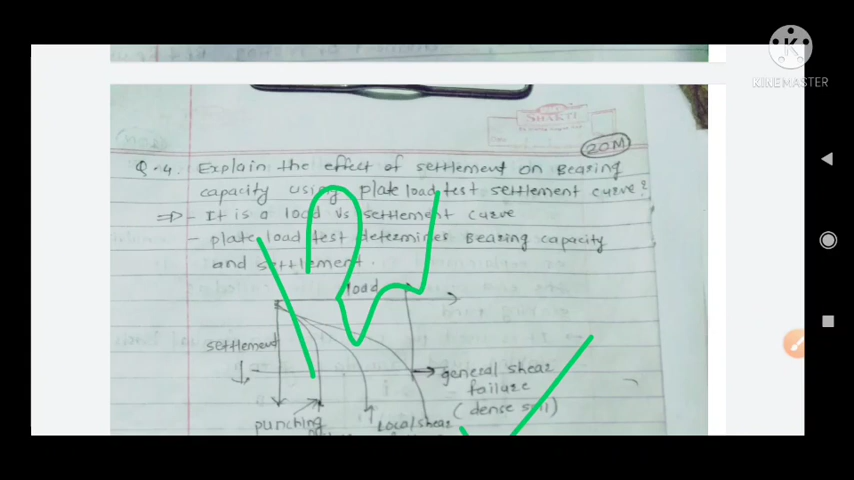 KINEMASTER
SHAKTI
20M
Q.4. Explain the effect of settlement on Bearing
capacity using plate load test settlement curve?
⇒ - It is a load vs settlement curve
- plate load test determines Bearing capacity
and settlement.
load
settlement
general shear
failure
(dense soil)
punching
local shear